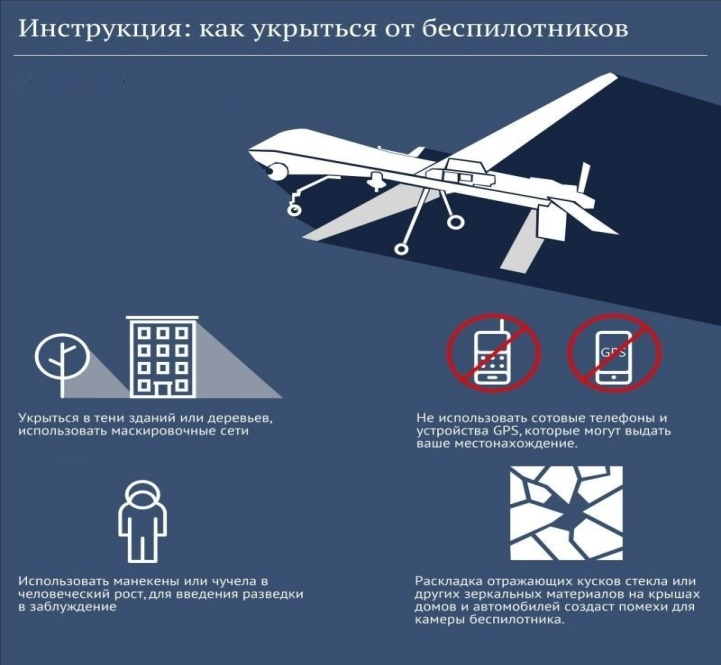 Инструкция: как укрыться от беспилотников
GPS
Укрыться в тени зданий или деревьев,
использовать маскировочные сети
Не использовать сотовые телефоны и
устройства GPS, которые могут выдать
ваше местонахождение.
Использовать манекены или чучела в
человеческий рост, для введения разведки
в заблуждение
Раскладка отражающих кусков стекла или
других зеркальных материалов на крышах
домов и автомобилей создаст помехи для
камеры беспилотника.